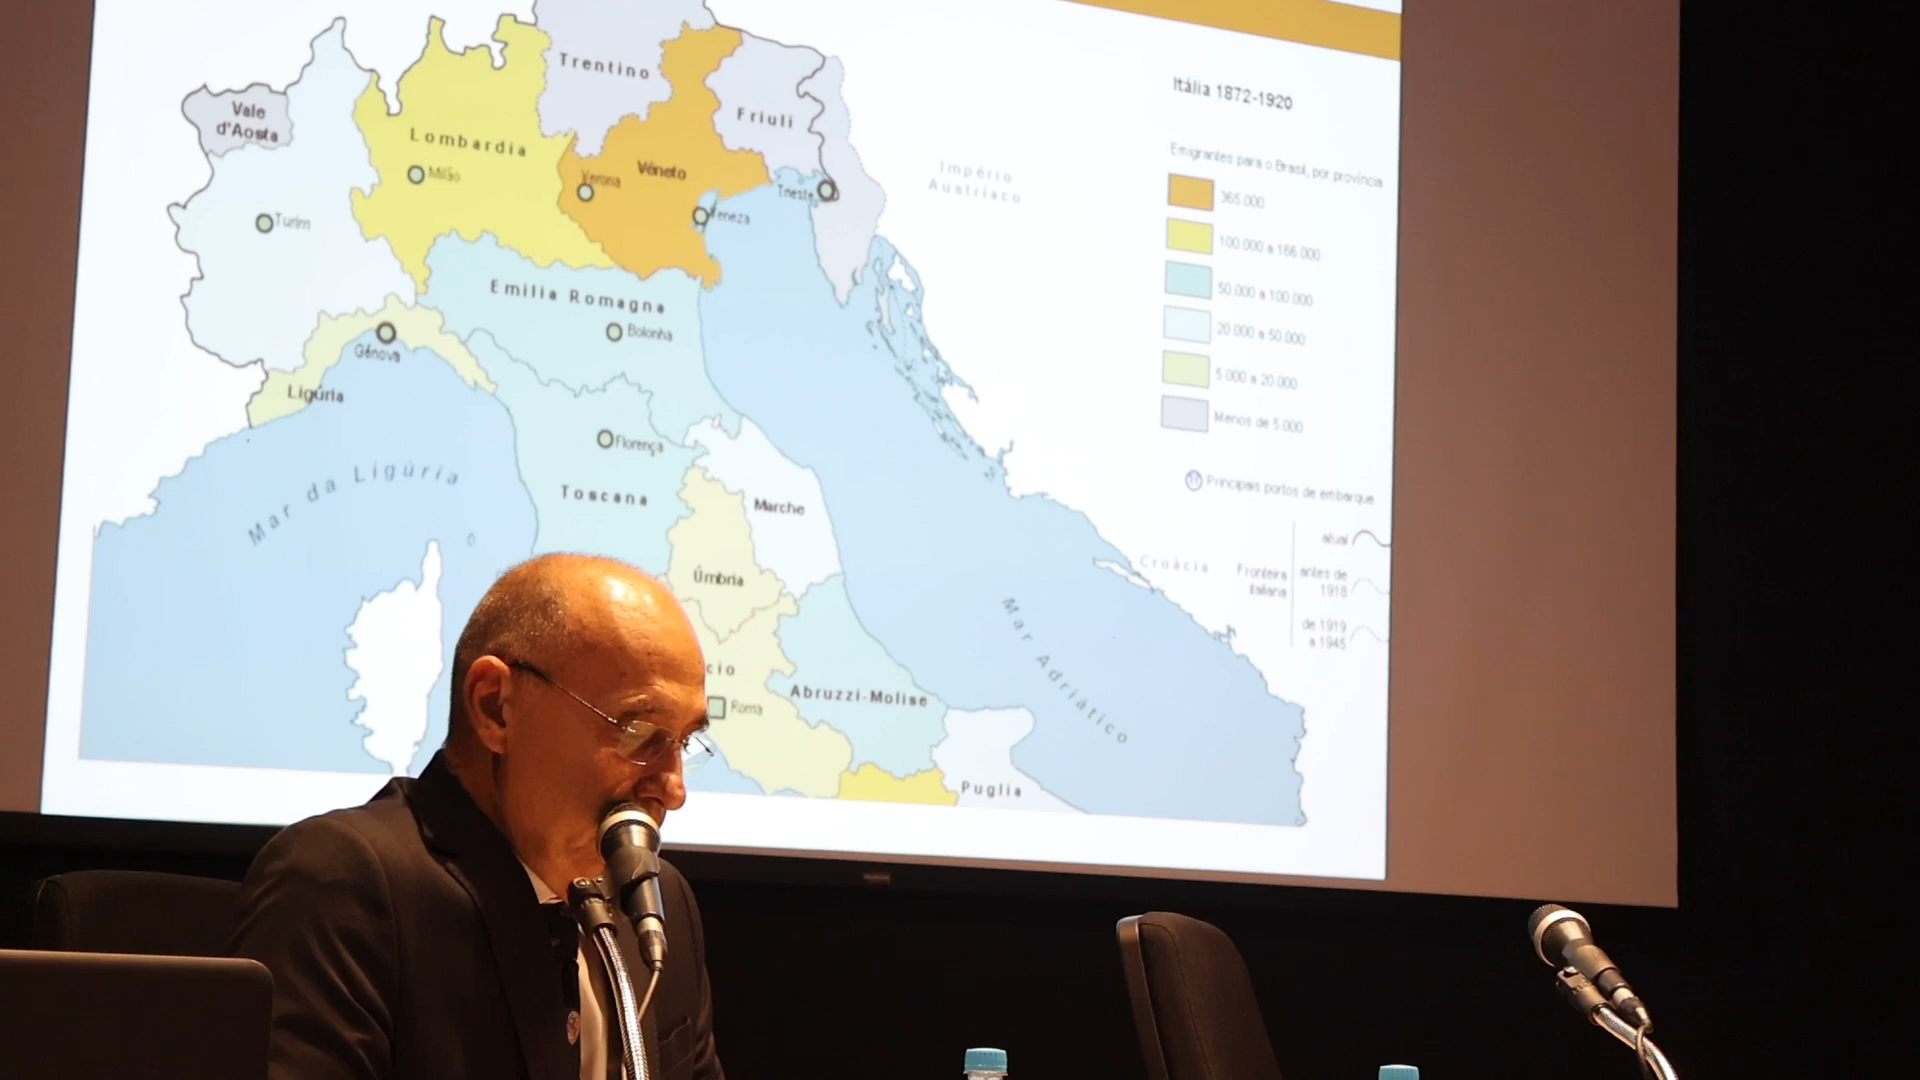 Trentino
Vale
d'Aosta
Friuli
Lombardia
Vêneto
Milão
Verona
Veneza
Trieste
Turim
Império
Austríaco
Emilia Romagna
Bolonha
Gênova
Ligúria
Florença
Mar da Ligúria
Toscana
Marche
Úmbria
cio
Roma
Abruzzi-Molise
Puglia
Mar Adriático
Croácia
Itália 1872-1920
Emigrantes para o Brasil, por província
365.000
100.000 a 166.000
50.000 a 100.000
20.000 a 50.000
5.000 a 20.000
Menos de 5.000
Principais portos de embarque
Fronteira
italiana
atual
antes de
1918
de 1919
a 1945